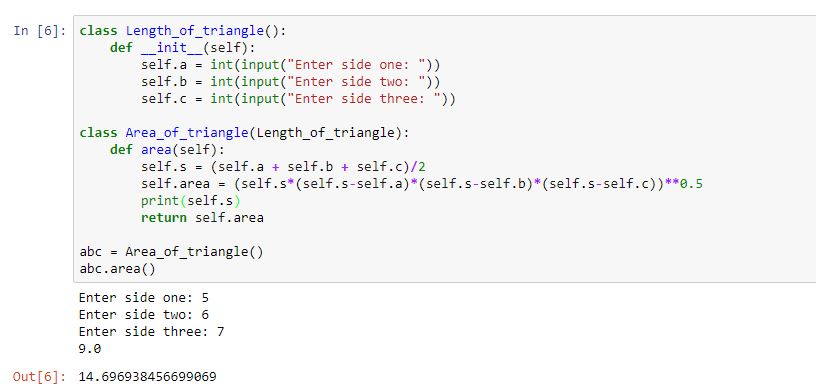 In [6]: class Length_of_triangle():
    def __init__(self):
        self.a = int(input("Enter side one: "))
        self.b = int(input("Enter side two: "))
        self.c = int(input("Enter side three: "))
class Area_of_triangle(Length_of_triangle):
    def area(self):
        self.s = (self.a + self.b + self.c)/2
        self.area = (self.s*(self.s-self.a)*(self.s-self.b)*(self.s-self.c))**0.5
        print(self.s)
        return self.area
abc = Area_of_triangle()
abc.area()
Enter side one: 5
Enter side two: 6
Enter side three: 7
9.0
Out[6]: 14.696938456699069